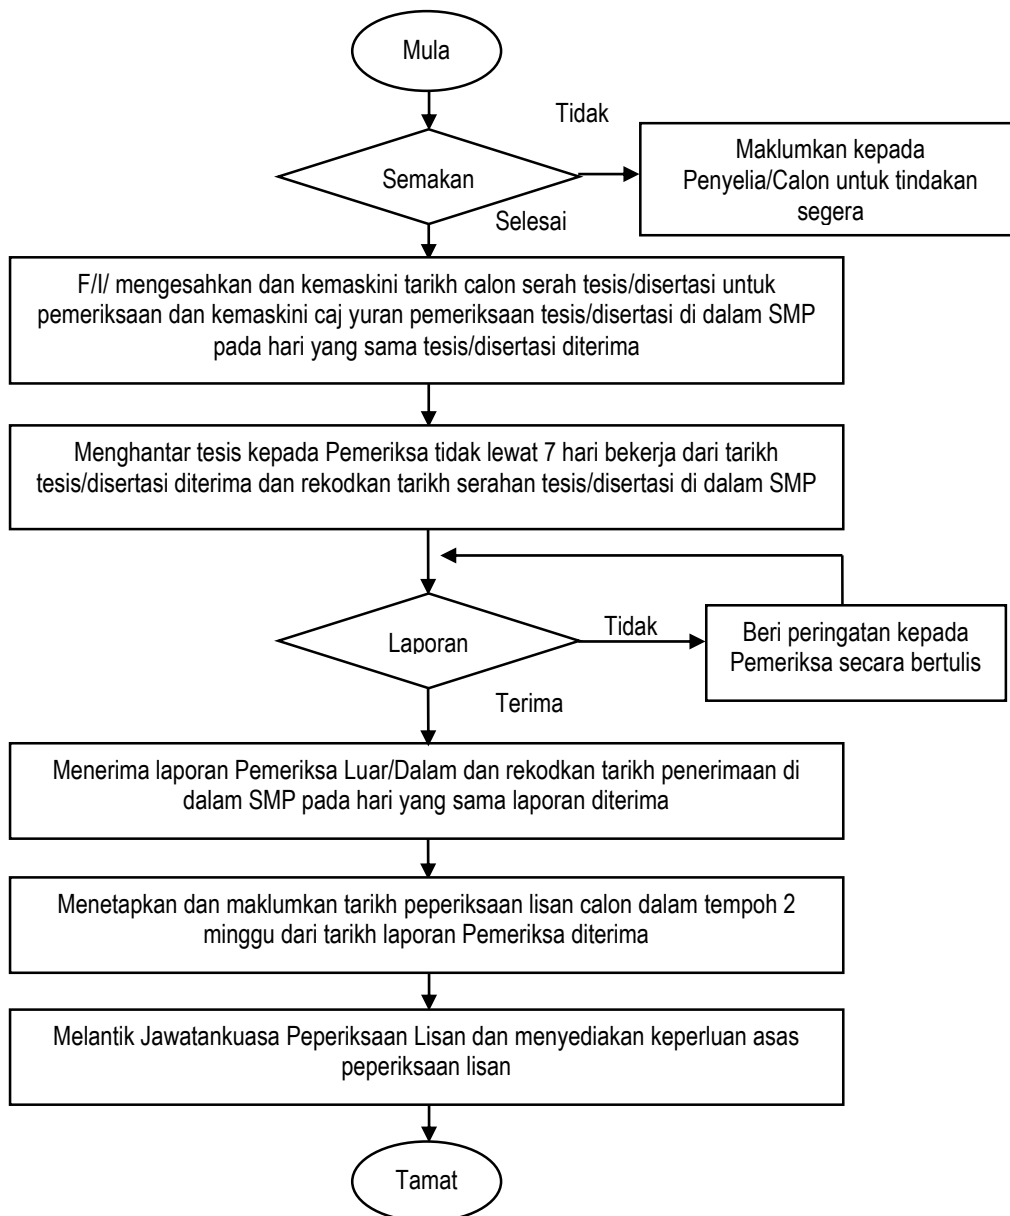 Mula
Tidak
Semakan
Maklumkan kepada
Penyelia/Calon untuk tindakan
segera
Selesai
F/I/ mengesahkan dan kemaskini tarikh calon serah tesis/disertasi untuk
pemeriksaan dan kemaskini caj yuran pemeriksaan tesis/disertasi di dalam SMP
pada hari yang sama tesis/disertasi diterima
Menghantar tesis kepada Pemeriksa tidak lewat 7 hari bekerja dari tarikh
tesis/disertasi diterima dan rekodkan tarikh serahan tesis/disertasi di dalam SMP
Laporan
Tidak
Beri peringatan kepada
Pemeriksa secara bertulis
Terima
Menerima laporan Pemeriksa Luar/Dalam dan rekodkan tarikh penerimaan di
dalam SMP pada hari yang sama laporan diterima
Menetapkan dan maklumkan tarikh peperiksaan lisan calon dalam tempoh 2
minggu dari tarikh laporan Pemeriksa diterima
Melantik Jawatankuasa Peperiksaan Lisan dan menyediakan keperluan asas
peperiksaan lisan
Tamat